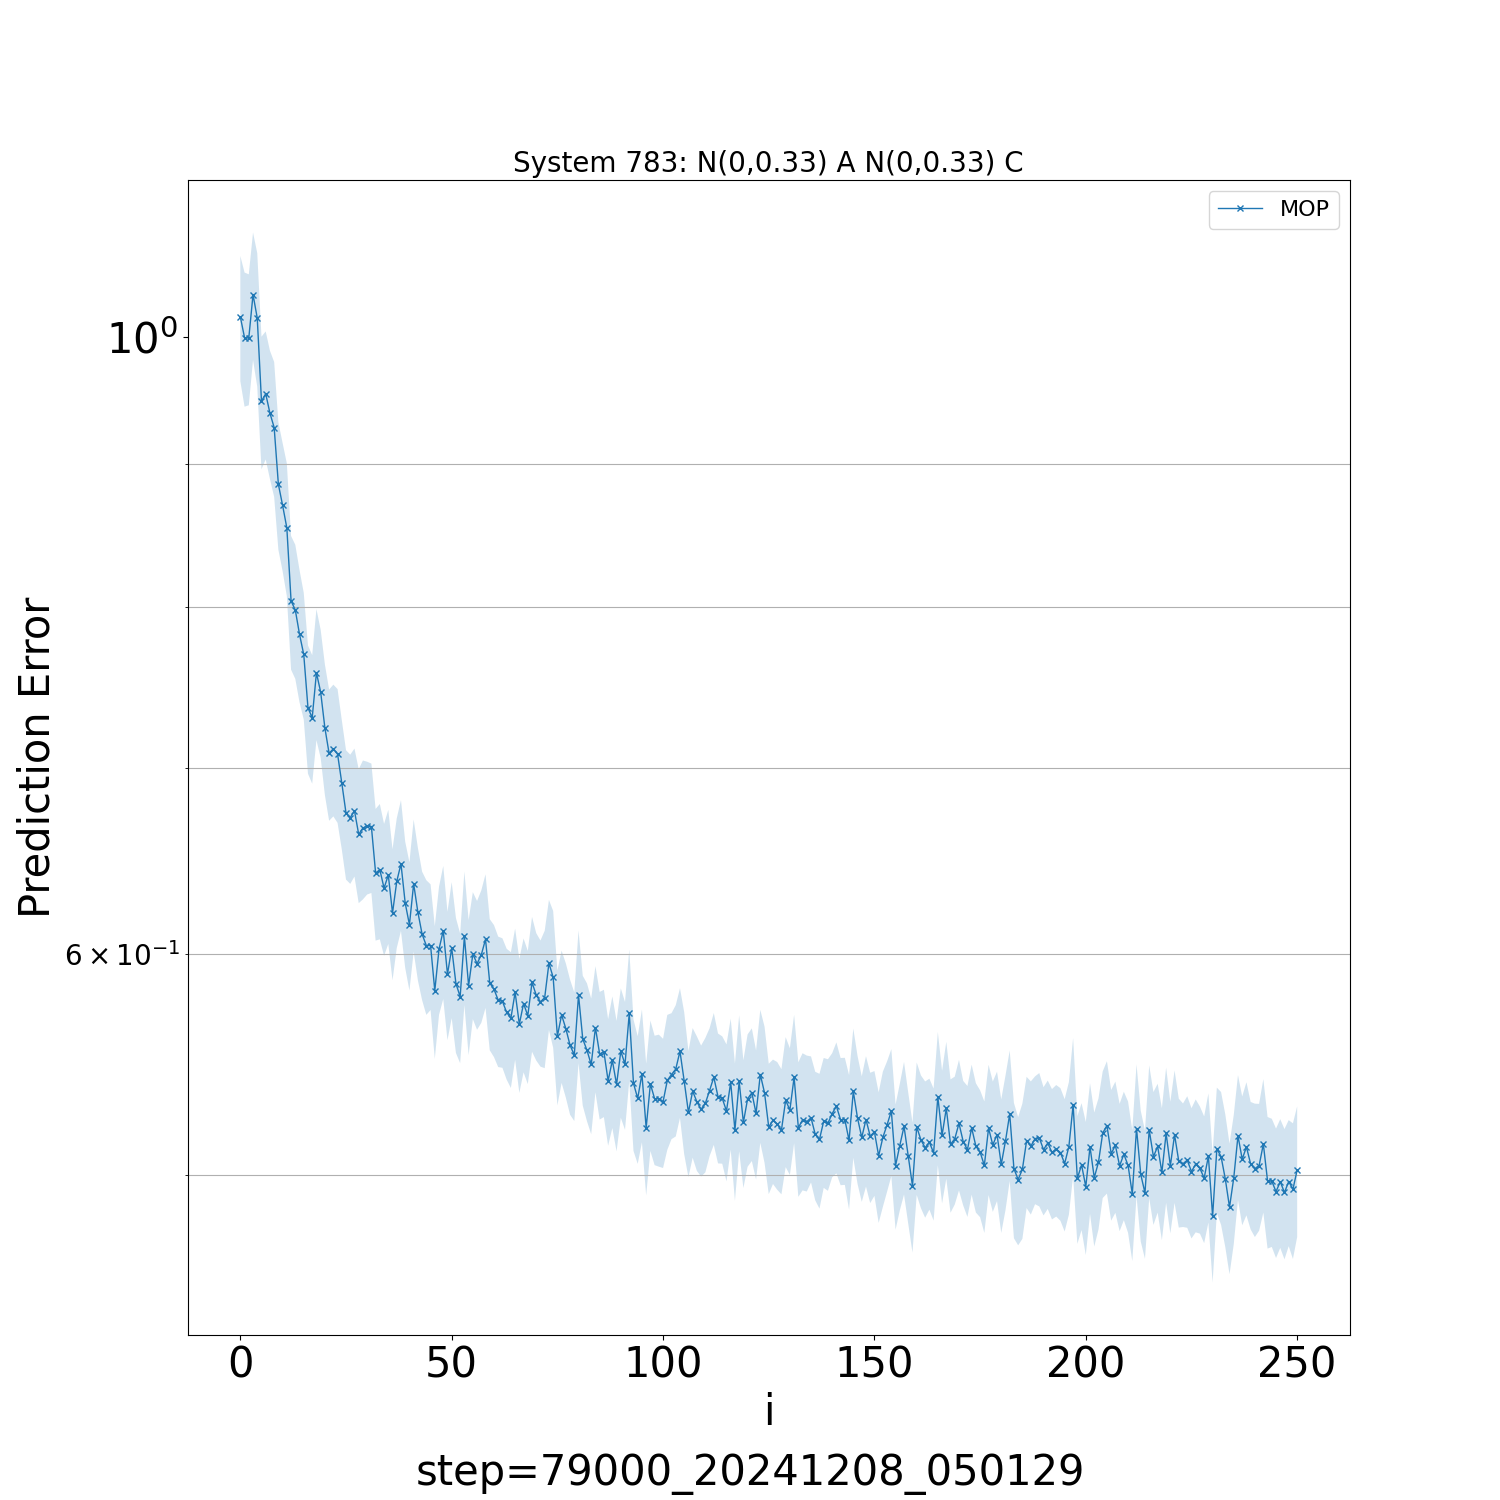 System 783: N(0,0.33) A N(0,0.33) C
MOP
10⁰
6 × 10⁻¹
Prediction Error
0 50 100 150 200 250
i
step=79000_20241208_050129